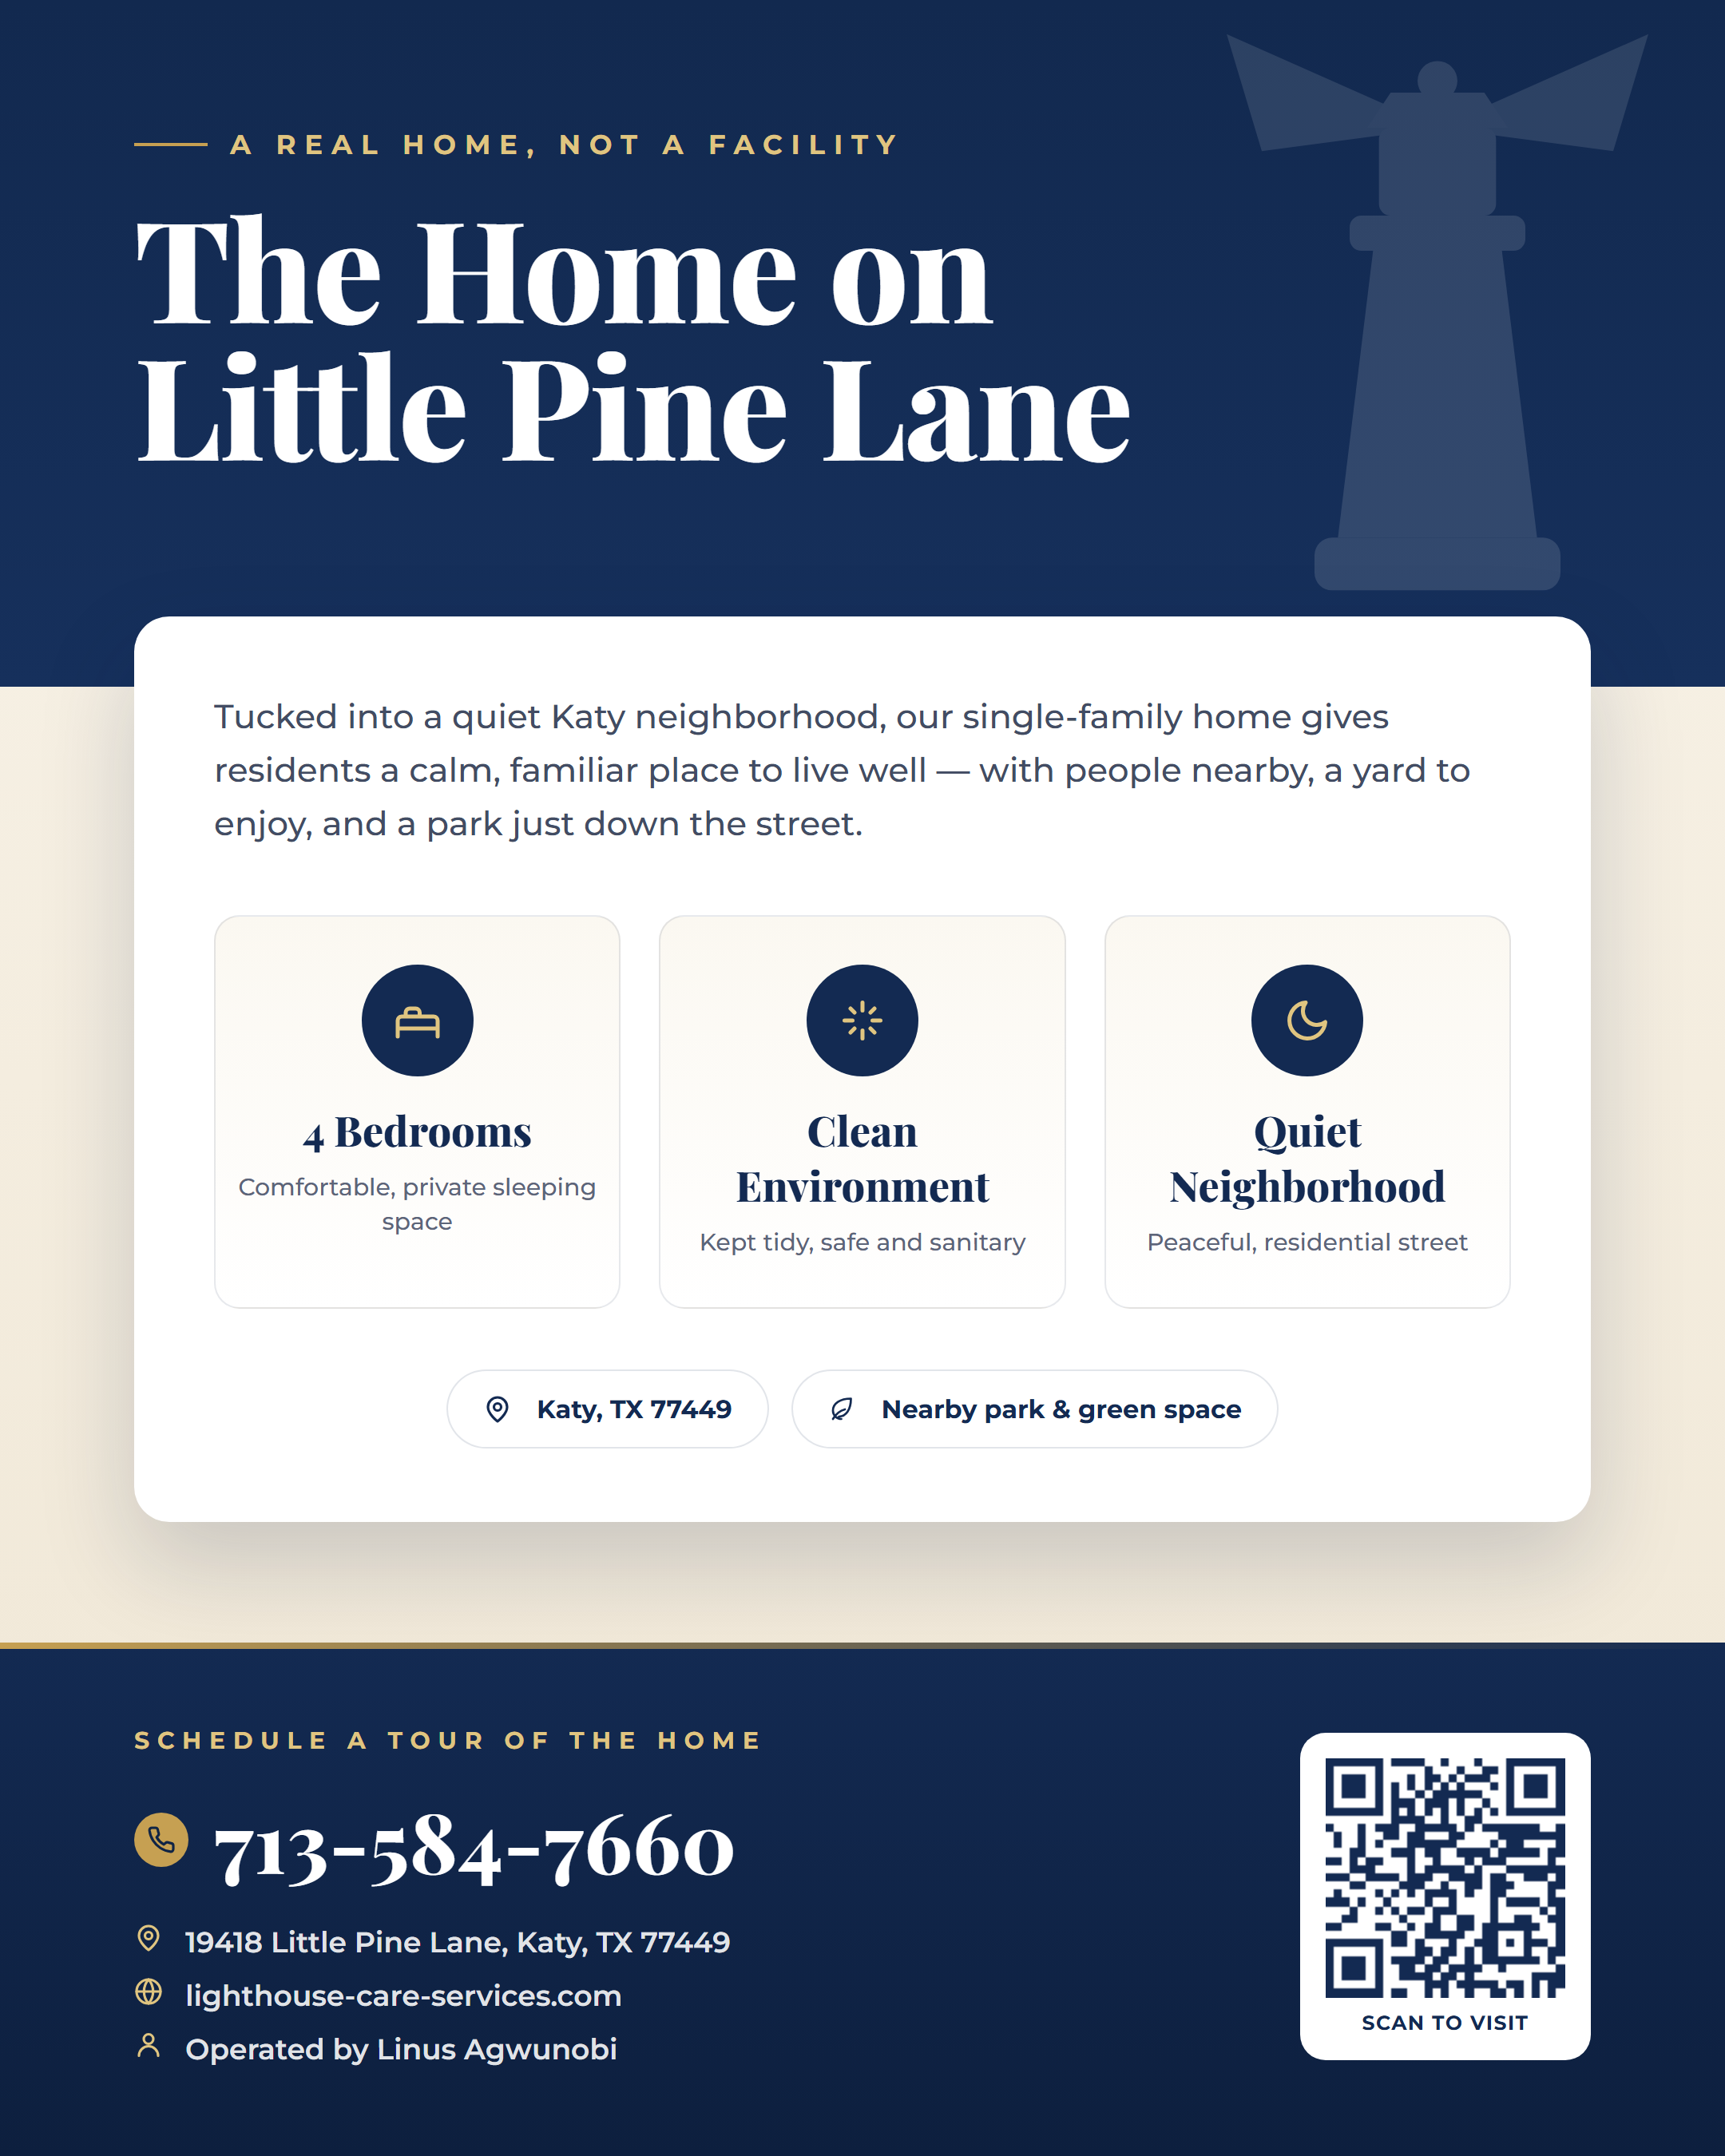 A REAL HOME, NOT A FACILITY
The Home on
Little Pine Lane
Tucked into a quiet Katy neighborhood, our single-family home gives
residents a calm, familiar place to live well — with people nearby, a yard to
enjoy, and a park just down the street.
4 Bedrooms
Comfortable, private sleeping
space
Clean
Environment
Kept tidy, safe and sanitary
Quiet
Neighborhood
Peaceful, residential street
Katy, TX 77449
Nearby park & green space
SCHEDULE A TOUR OF THE HOME
713-584-7660
19418 Little Pine Lane, Katy, TX 77449
lighthouse-care-services.com
Operated by Linus Agwunobi
SCAN TO VISIT